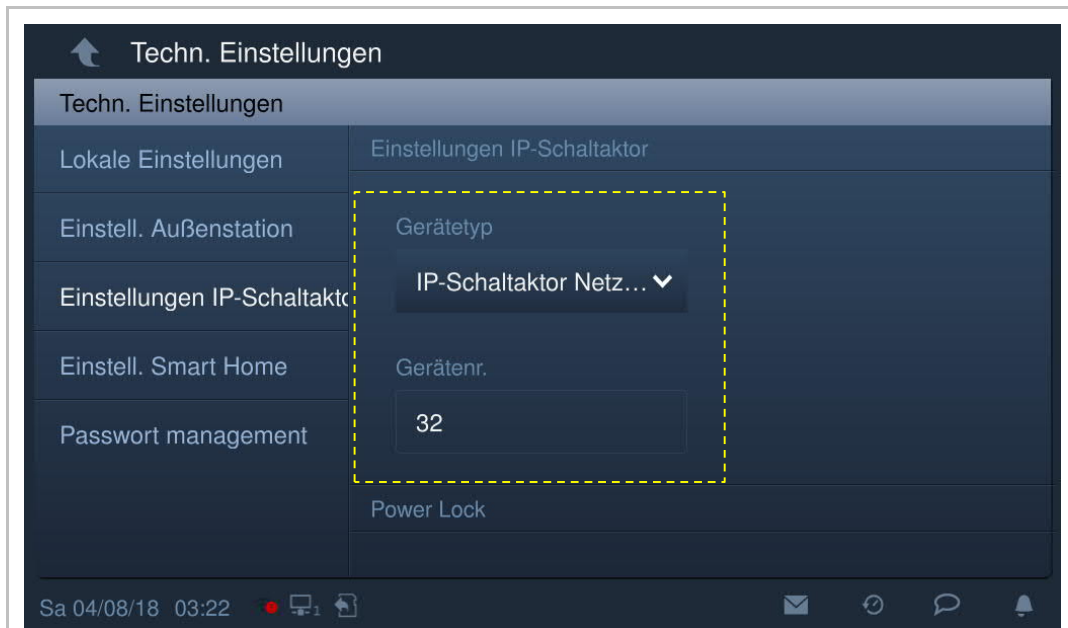 Techn. Einstellungen
Techn. Einstellungen
Lokale Einstellungen
Einstell. Außenstation
Einstellungen IP-Schaltakto
Einstell. Smart Home
Passwort management
Einstellungen IP-Schaltaktor
Gerätetyp
IP-Schaltaktor Netz...
Gerätenr.
32
Power Lock
Sa 04/08/18 03:22 1